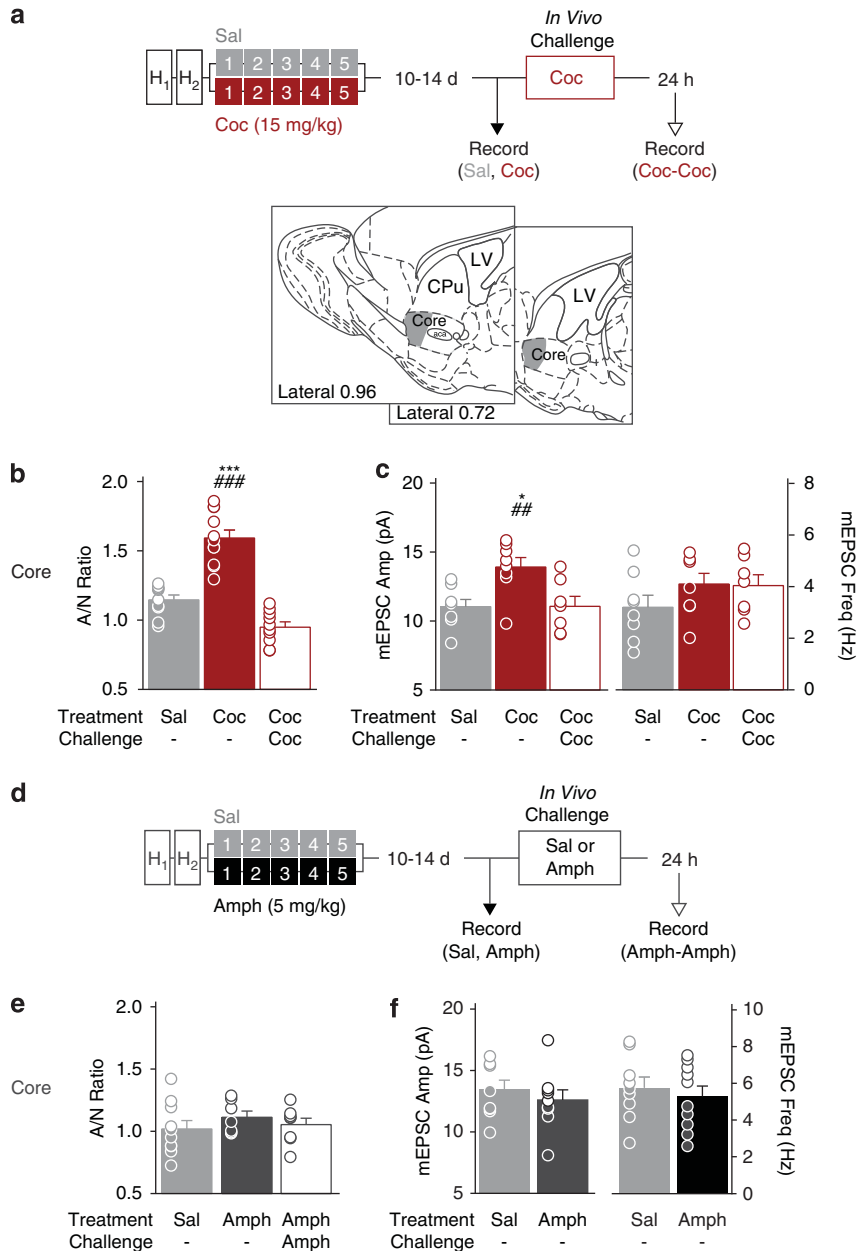 a
In Vivo
Challenge
Sal
H1 H2 1 2 3 4 5
1 2 3 4 5
10-14 d
Coc
24 h
Coc (15 mg/kg)
Record
(Sal, Coc)
Record
(Coc-Coc)
LV
CPu
Core
aca
Lateral 0.96
LV
Core
Lateral 0.72
b
Core
A/N Ratio
2.0
1.5
1.0
0.5
***
###
Treatment Sal Coc Coc
Challenge - - Coc
c
mEPSC Amp (pA)
20
15
10
5
*
##
Sal Coc Coc
- - Coc
8
6
4
2
0
mEPSC Freq (Hz)
Sal Coc Coc
- - Coc
d
In Vivo
Challenge
Sal
H1 H2 1 2 3 4 5
1 2 3 4 5
10-14 d
Sal or
Amph
24 h
Amph (5 mg/kg)
Record
(Sal, Amph)
Record
(Amph-Amph)
e
Core
A/N Ratio
2.0
1.5
1.0
0.5
Treatment Sal Amph Amph
Challenge - - Amph
f
mEPSC Amp (pA)
20
15
10
5
10
8
6
4
2
0
mEPSC Freq (Hz)
Treatment Sal Amph Sal Amph
Challenge - - - -